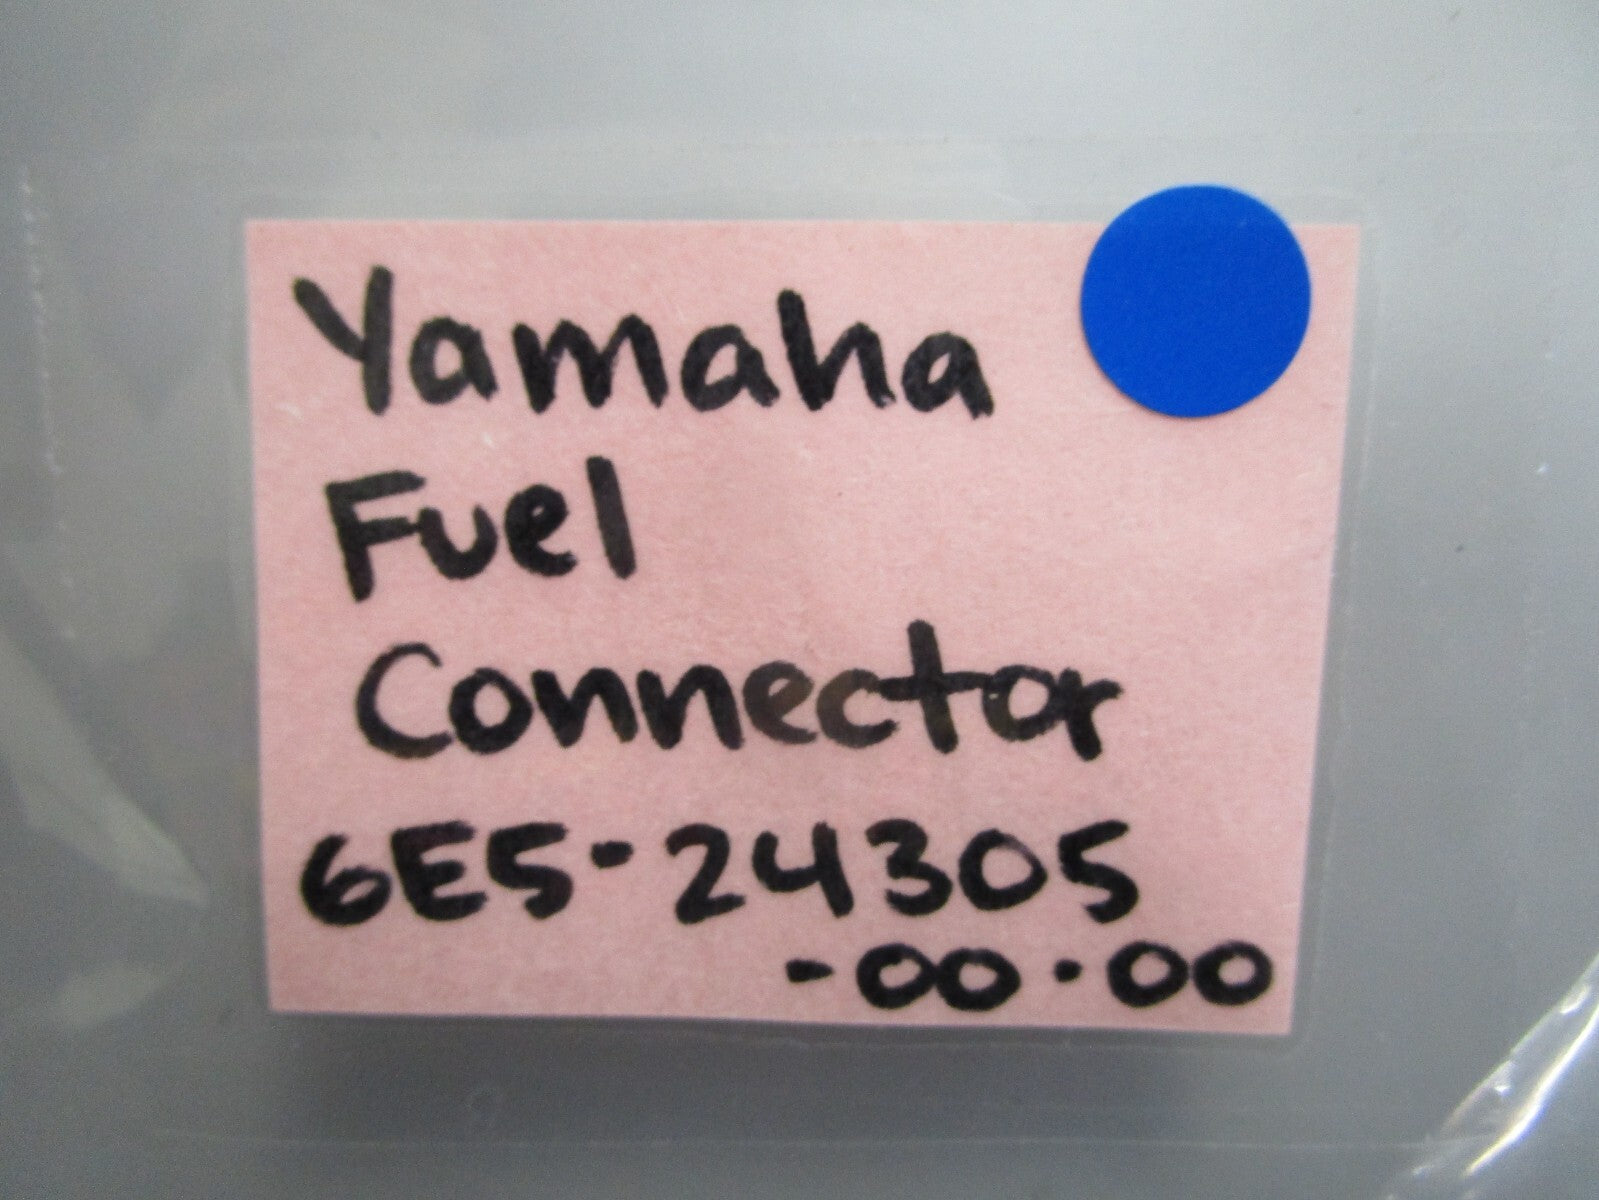 Yamaha
Fuel
Connector
6E5-24305
-00-00